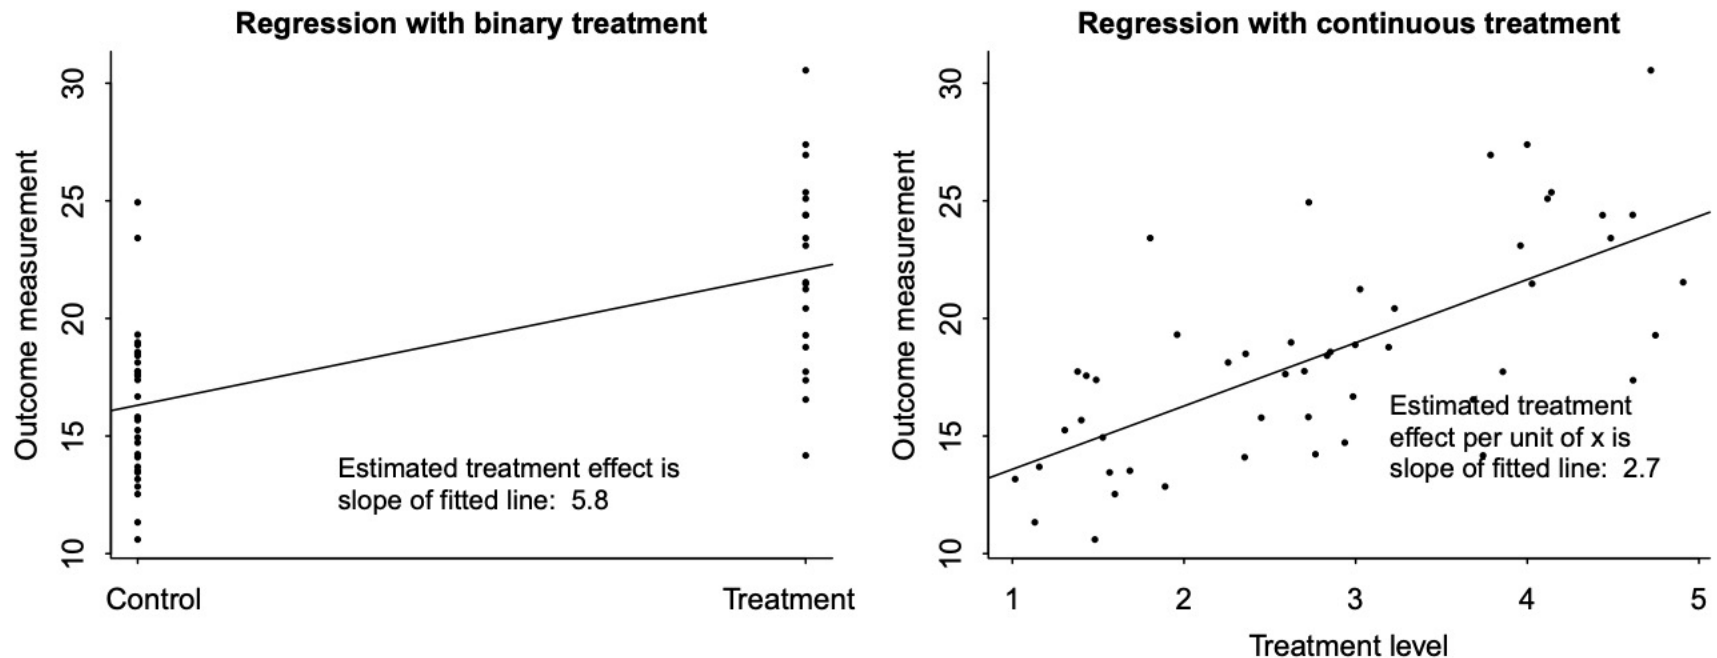 Regression with binary treatment
Outcome measurement
30
25
20
15
10
Estimated treatment effect is
slope of fitted line: 5.8
Control
Treatment
Regression with continuous treatment
Outcome measurement
30
25
20
15
10
Estimated treatment
effect per unit of x is
slope of fitted line: 2.7
1
2
3
4
5
Treatment level